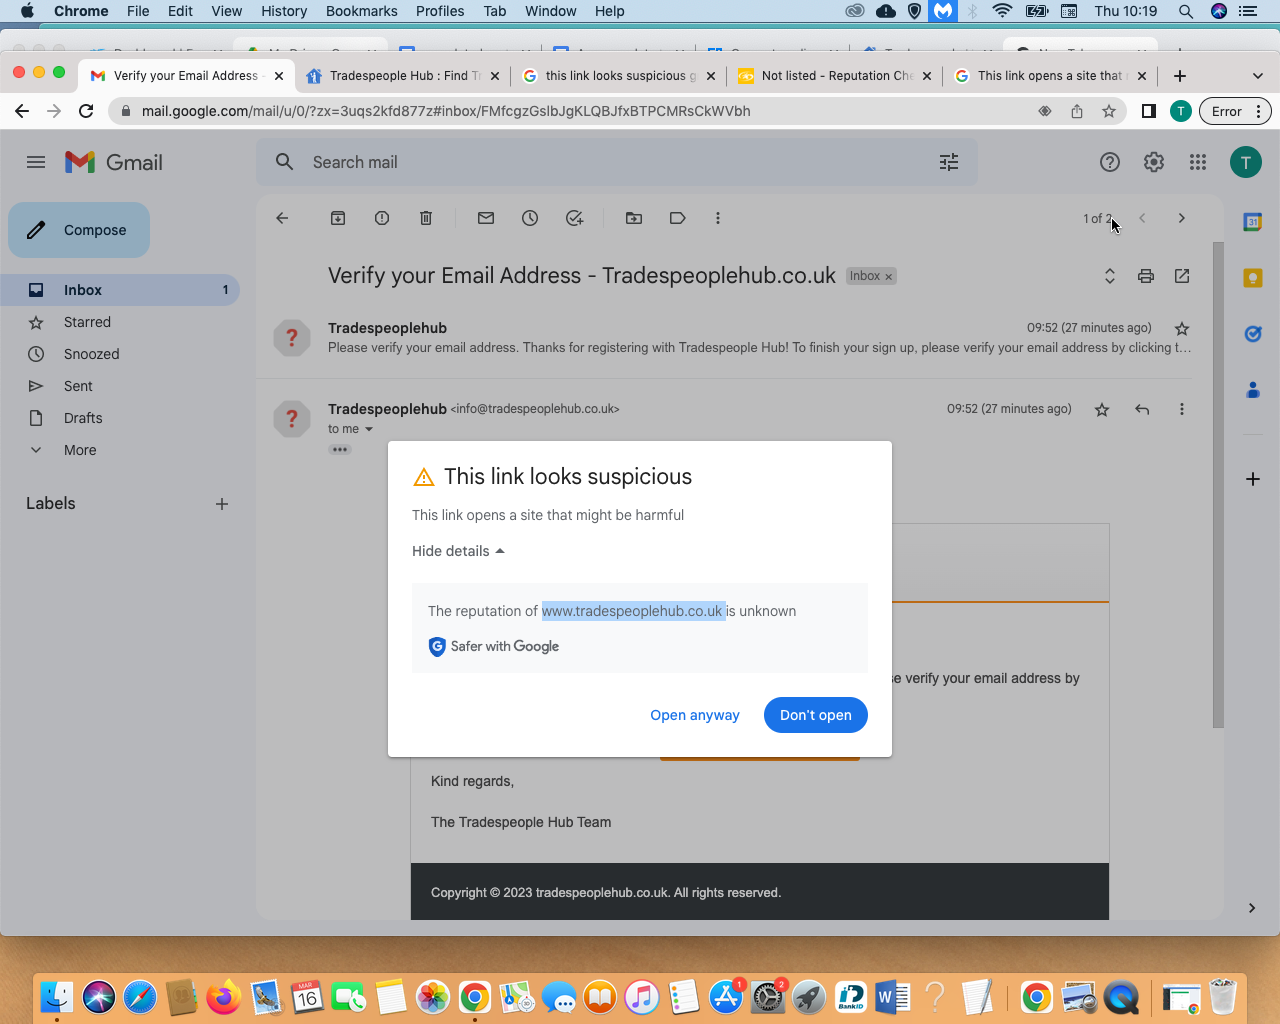 Chrome File Edit View History Bookmarks Profiles Tab Window Help Thu 10:19
Verify your Email Address -
Tradespeople Hub : Find Tr
this link looks suspicious g
Not listed - Reputation Che
This link opens a site that
mail.google.com/mail/u/0/?zx=3uqs2kfd877z#inbox/FMfcgzGslbJgKLQBJfxBTPCMRsCkWVbh
T
Error
Gmail
Search mail
T
Compose
1 of 2
Inbox 1
Starred
Snoozed
Sent
Drafts
More
Labels
Verify your Email Address - Tradespeoplehub.co.uk Inbox ×
Tradespeoplehub 09:52 (27 minutes ago)
Please verify your email address. Thanks for registering with Tradespeople Hub! To finish your sign up, please verify your email address by clicking t...
Tradespeoplehub <info@tradespeoplehub.co.uk> 09:52 (27 minutes ago)
to me
This link looks suspicious
This link opens a site that might be harmful
Hide details
The reputation of www.tradespeoplehub.co.uk is unknown
Safer with Google
Open anyway Don't open
se verify your email address by
Kind regards,
The Tradespeople Hub Team
Copyright © 2023 tradespeoplehub.co.uk. All rights reserved.
31
MAR
16
1
2
iD
BankID
W